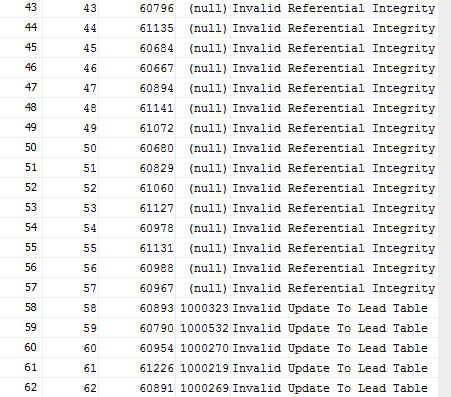 43 43 60796 (null) Invalid Referential Integrity
44 44 61135 (null) Invalid Referential Integrity
45 45 60684 (null) Invalid Referential Integrity
46 46 60667 (null) Invalid Referential Integrity
47 47 60894 (null) Invalid Referential Integrity
48 48 61141 (null) Invalid Referential Integrity
49 49 61072 (null) Invalid Referential Integrity
50 50 60680 (null) Invalid Referential Integrity
51 51 60829 (null) Invalid Referential Integrity
52 52 61060 (null) Invalid Referential Integrity
53 53 61127 (null) Invalid Referential Integrity
54 54 60978 (null) Invalid Referential Integrity
55 55 61131 (null) Invalid Referential Integrity
56 56 60988 (null) Invalid Referential Integrity
57 57 60967 (null) Invalid Referential Integrity
58 58 60893 1000323 Invalid Update To Lead Table
59 59 60790 1000532 Invalid Update To Lead Table
60 60 60954 1000270 Invalid Update To Lead Table
61 61 61226 1000219 Invalid Update To Lead Table
62 62 60891 1000269 Invalid Update To Lead Table